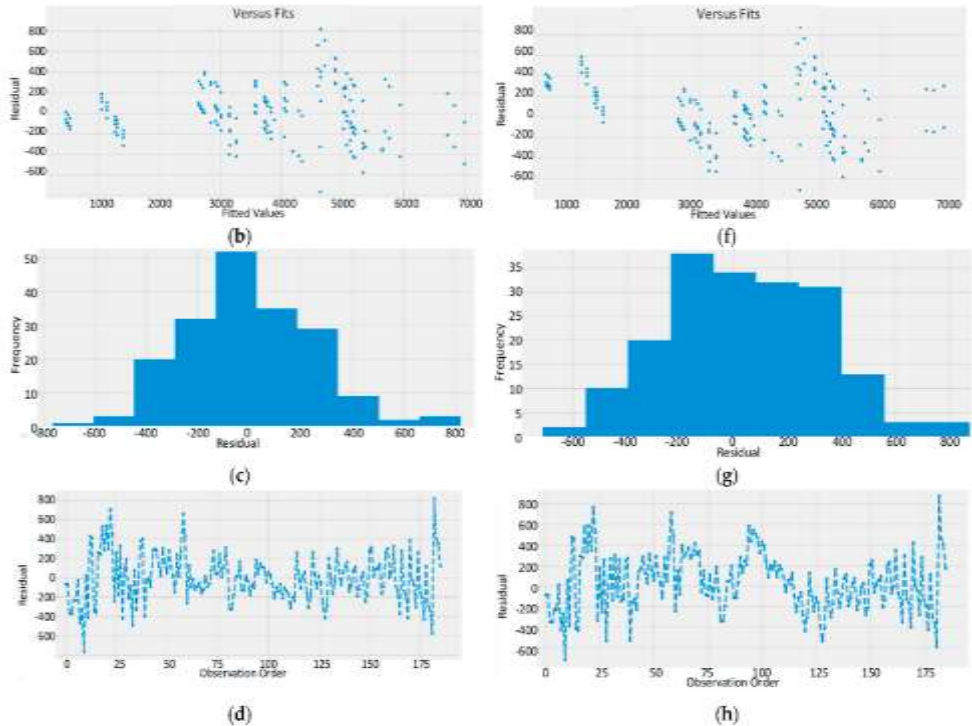 Versus Fits
800
600
400
200
0
-200
-400
-600
Residual
1000 2000 3000 4000 5000 6000 7000
Fitted Values
(b)
Versus Fits
800
600
400
200
0
-200
-400
-600
Residual
1000 2000 3000 4000 5000 6000 7000
Fitted Values
(f)
50
40
30
20
10
0
Frequency
-800 -600 -400 -200 0 200 400 600 800
Residual
(c)
35
30
25
20
15
10
5
0
Frequency
-600 -400 -200 0 200 400 600 800
Residual
(g)
800
600
400
200
0
-200
-400
600
Residual
0 25 50 75 100 125 150 175
Observation Order
(d)
800
600
400
200
0
-200
-400
-600
Residual
0 25 50 75 100 125 150 175
Observation Order
(h)